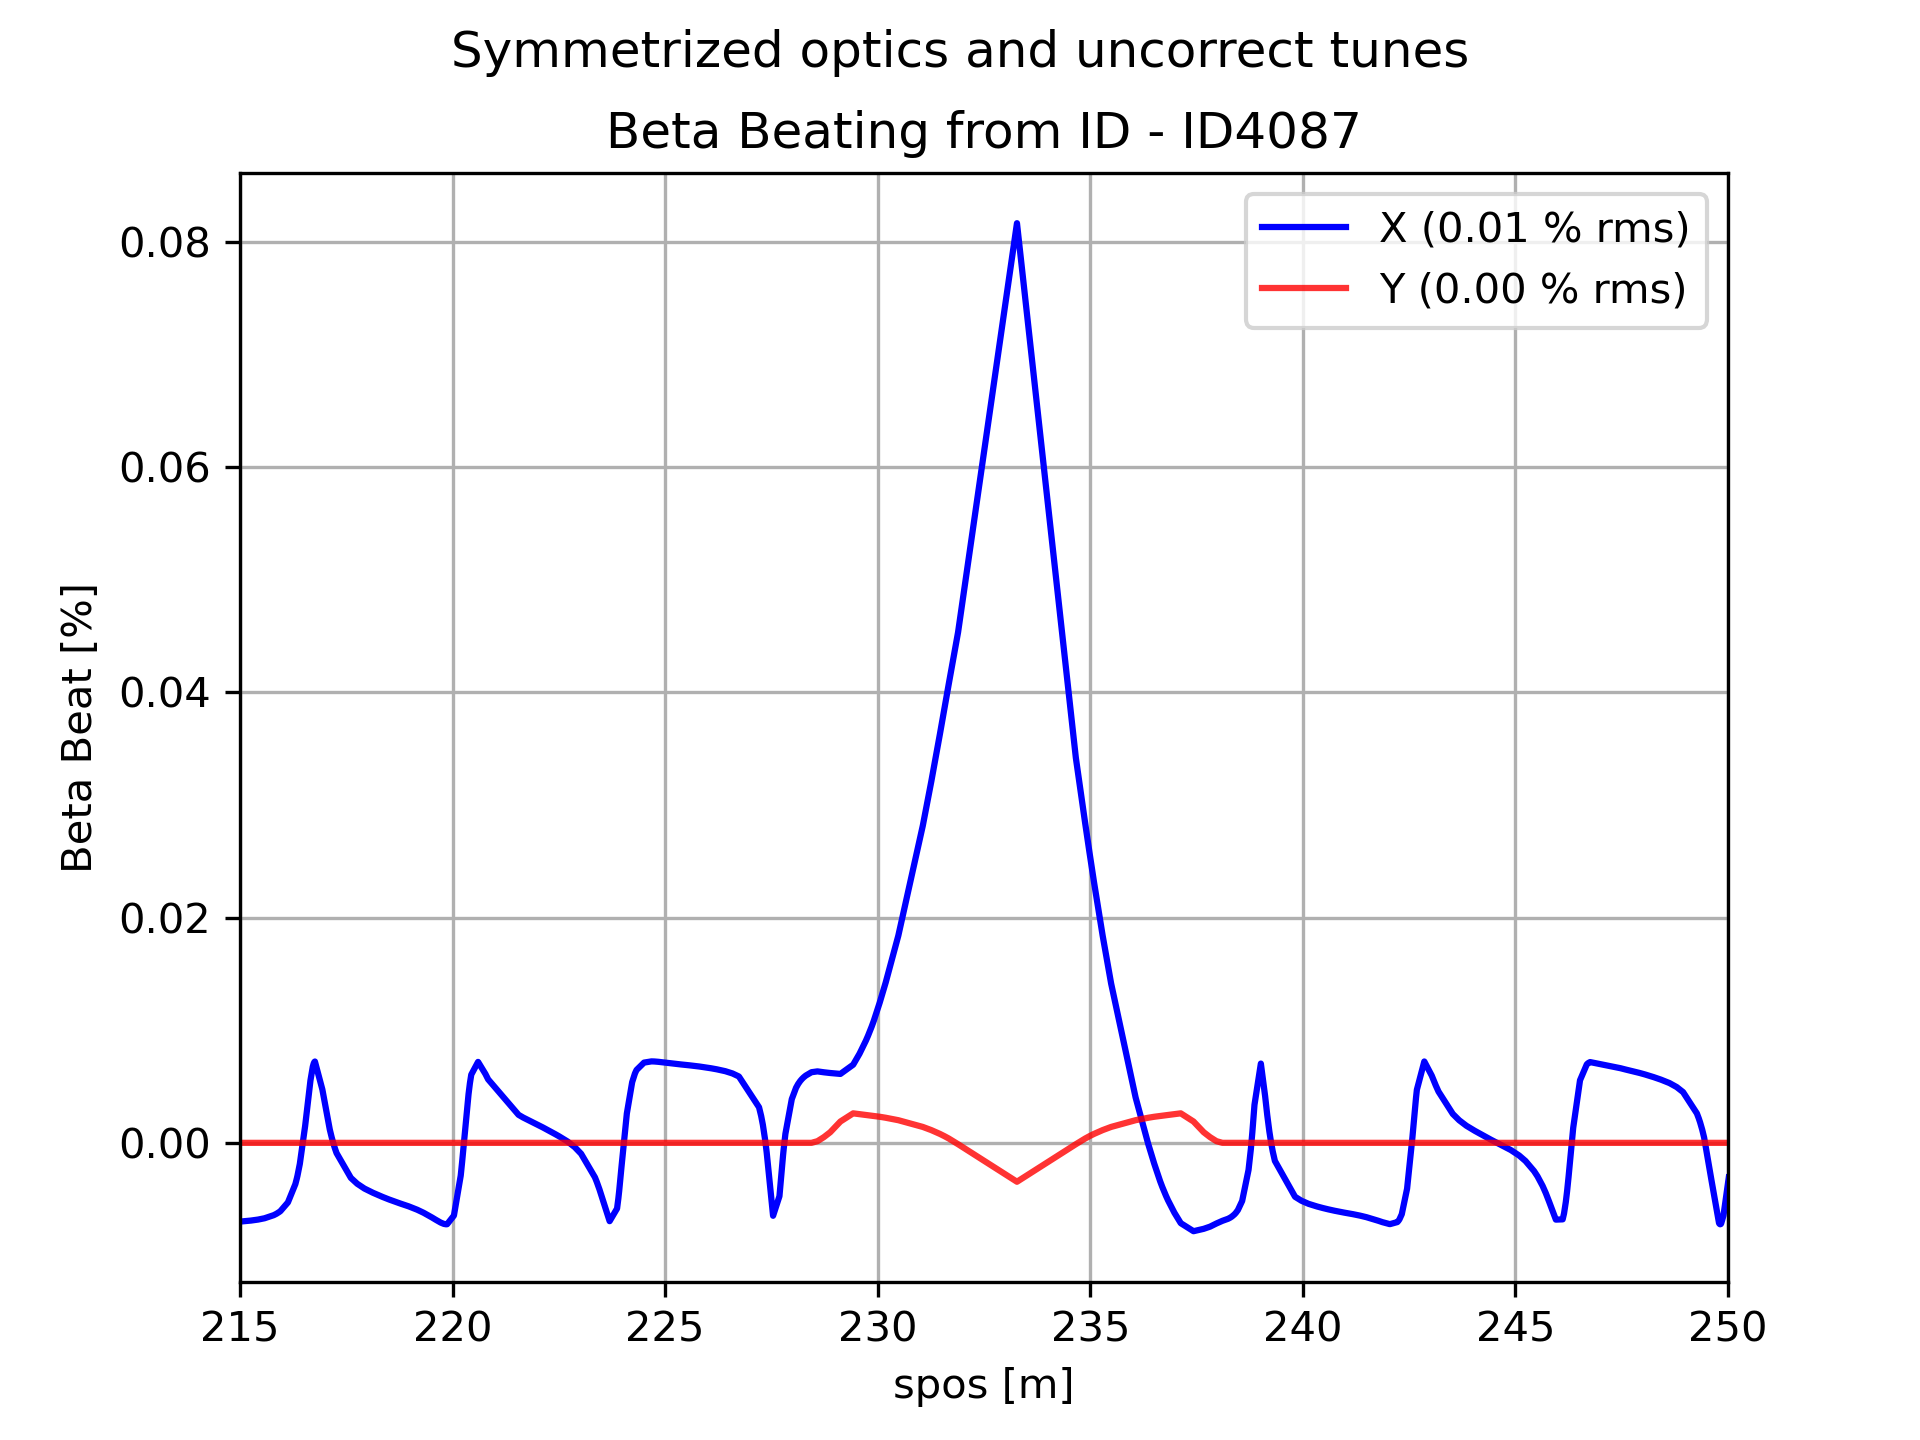 Symmetrized optics and uncorrect tunes
Beta Beating from ID - ID4087
X (0.01 % rms)
Y (0.00 % rms)
Beta Beat [%]
0.08
0.06
0.04
0.02
0.00
215 220 225 230 235 240 245 250
spos [m]